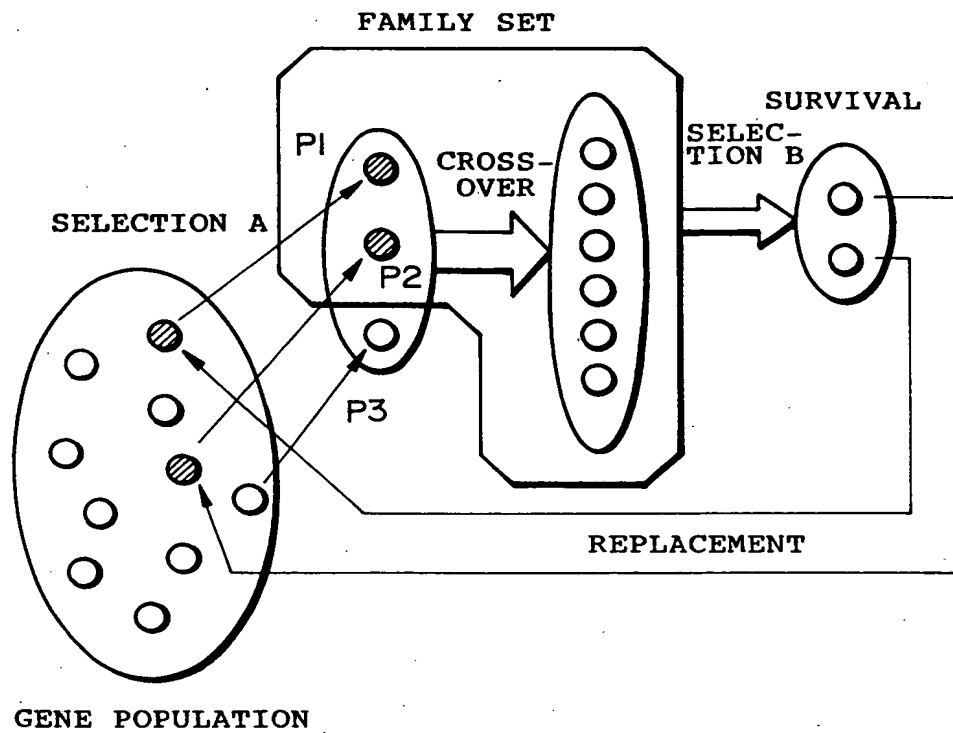 FAMILY SET
SURVIVAL
P1
CROSS-
OVER
SELEC-
TION B
SELECTION A
P2
P3
REPLACEMENT
GENE POPULATION